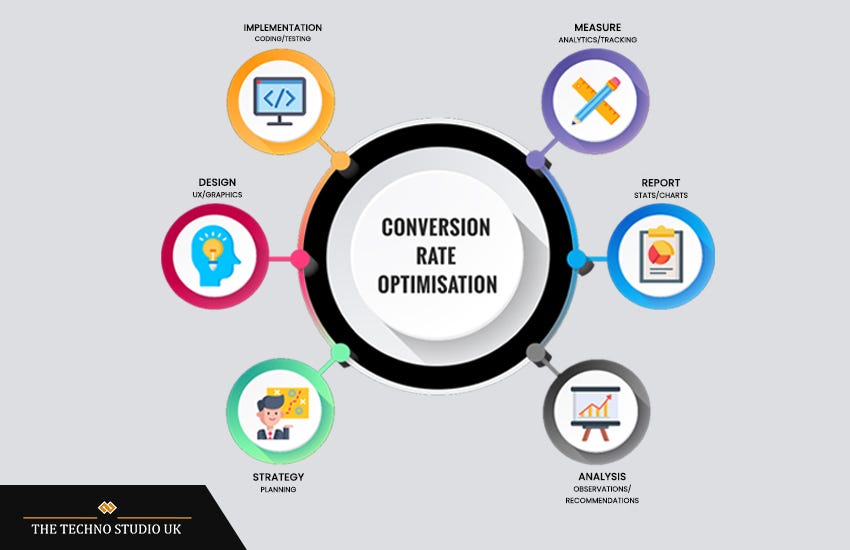 IMPLEMENTATION
CODING/TESTING
MEASURE
ANALYTICS/TRACKING
DESIGN
UX/GRAPHICS
REPORT
STATS/CHARTS
CONVERSION
RATE
OPTIMISATION
STRATEGY
PLANNING
ANALYSIS
OBSERVATIONS/
RECOMMENDATIONS
THE TECHNO STUDIO UK